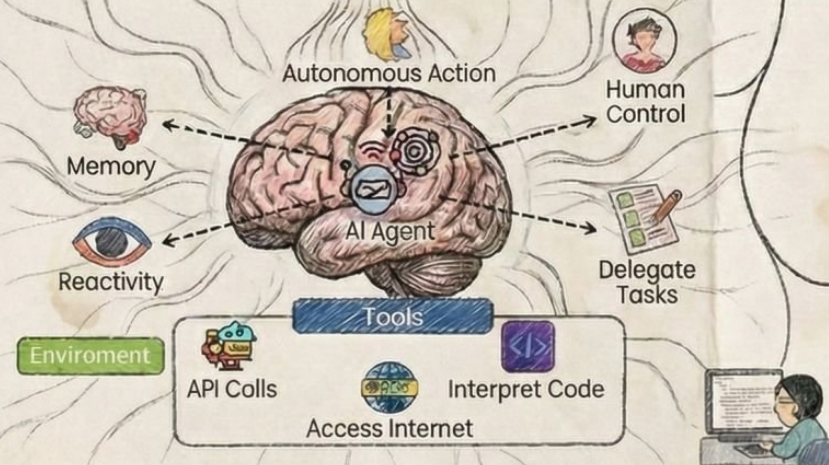 Autonomous Action
Human
Control
Memory
AI Agent
Reactivity
Delegate
Tasks
Tools
Enviroment
API Colls
Interpret Code
Access Internet